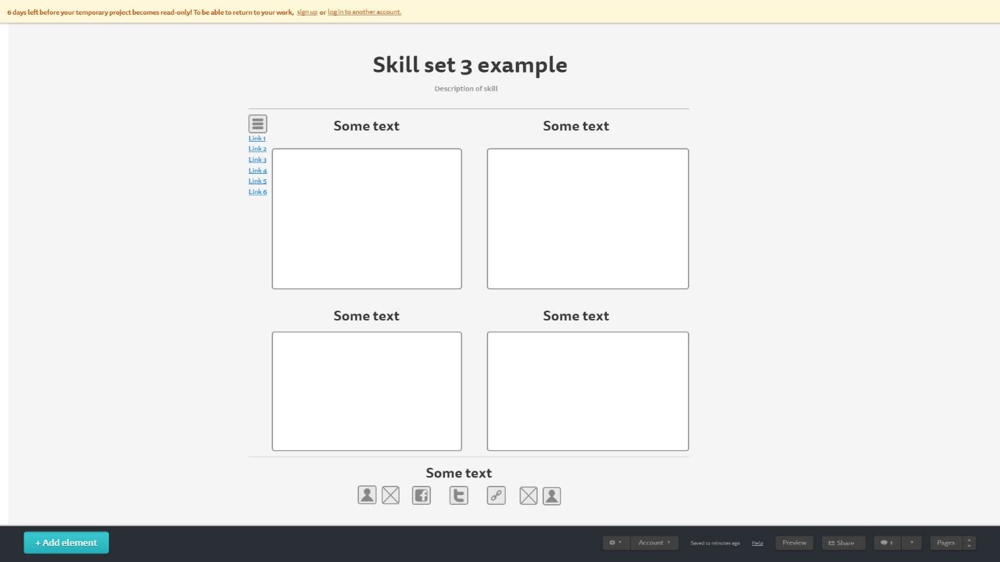 6 days left before your temporary project becomes read-only! To be able to return to your work, sign up or log in to another account.
Skill set 3 example
Description of skill
Some text
Some text
Link 1
Link 2
Link 3
Link 4
Link 5
Link 6
Some text
Some text
Some text
+ Add element
Account
Saved 12 minutes ago
Help
Preview
Share
+
Pages